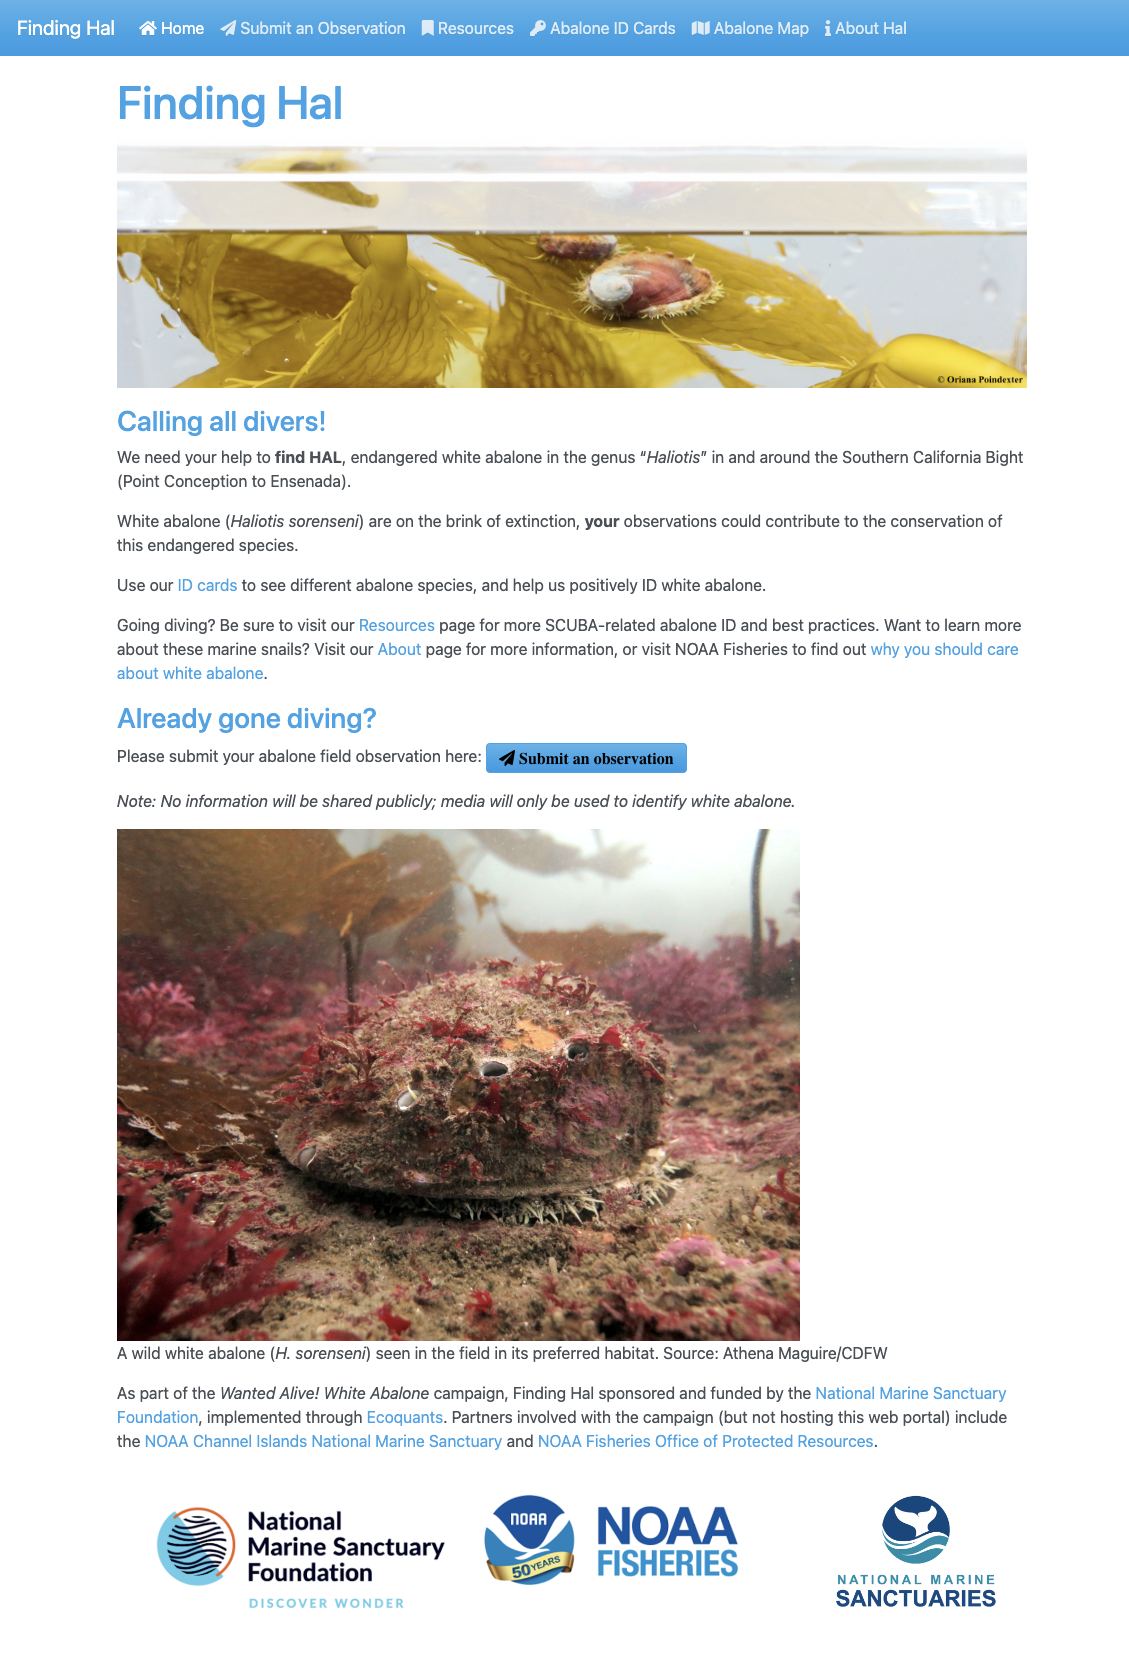 Finding Hal Home Submit an Observation Resources Abalone ID Cards Abalone Map About Hal
Finding Hal
© Oriana Poindexter
Calling all divers!
We need your help to find HAL, endangered white abalone in the genus “Haliotis” in and around the Southern California Bight
(Point Conception to Ensenada).
White abalone (Haliotis sorenseni) are on the brink of extinction, your observations could contribute to the conservation of
this endangered species.
Use our ID cards to see different abalone species, and help us positively ID white abalone.
Going diving? Be sure to visit our Resources page for more SCUBA-related abalone ID and best practices. Want to learn more
about these marine snails? Visit our About page for more information, or visit NOAA Fisheries to find out why you should care
about white abalone.
Already gone diving?
Please submit your abalone field observation here: Submit an observation
Note: No information will be shared publicly; media will only be used to identify white abalone.
A wild white abalone (H. sorenseni) seen in the field in its preferred habitat. Source: Athena Maguire/CDFW
As part of the Wanted Alive! White Abalone campaign, Finding Hal sponsored and funded by the National Marine Sanctuary
Foundation, implemented through Ecoquants. Partners involved with the campaign (but not hosting this web portal) include
the NOAA Channel Islands National Marine Sanctuary and NOAA Fisheries Office of Protected Resources.
National
Marine Sanctuary
Foundation
DISCOVER WONDER
NOAA
50 YEARS
NOAA
FISHERIES
NATIONAL MARINE
SANCTUARIES